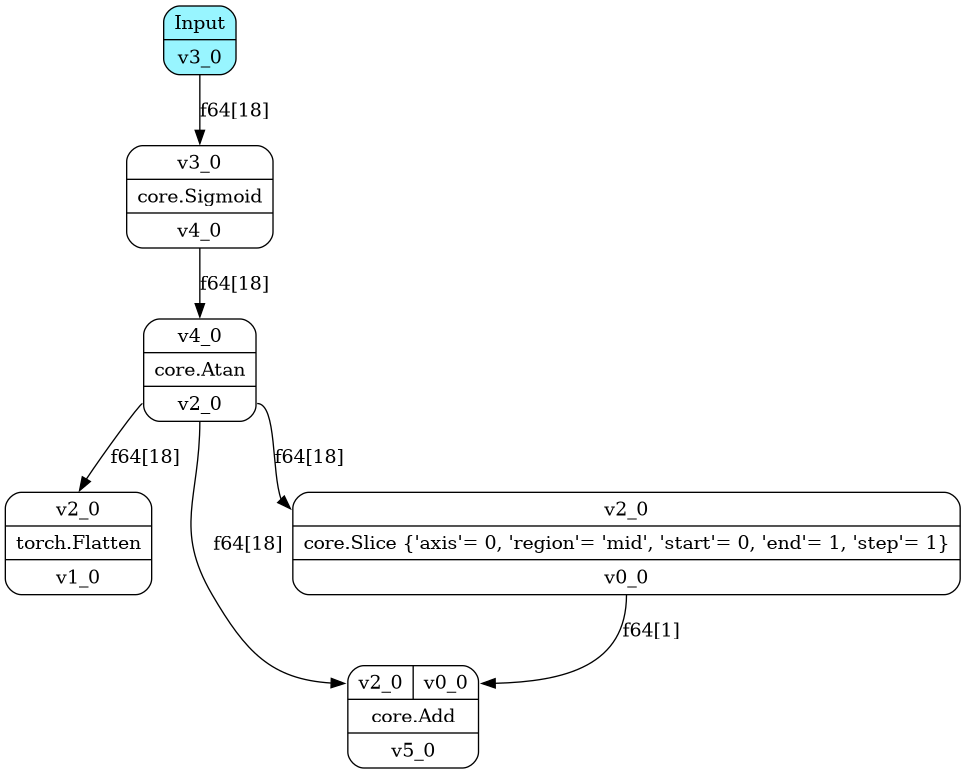 Input
v3_0
f64[18]
v3_0
core.Sigmoid
v4_0
f64[18]
v4_0
core.Atan
v2_0
f64[18]
f64[18]
v2_0
torch.Flatten
v1_0
f64[18]
v2_0
core.Slice {'axis'= 0, 'region'= 'mid', 'start'= 0, 'end'= 1, 'step'= 1}
v0_0
f64[1]
v2_0 v0_0
core.Add
v5_0